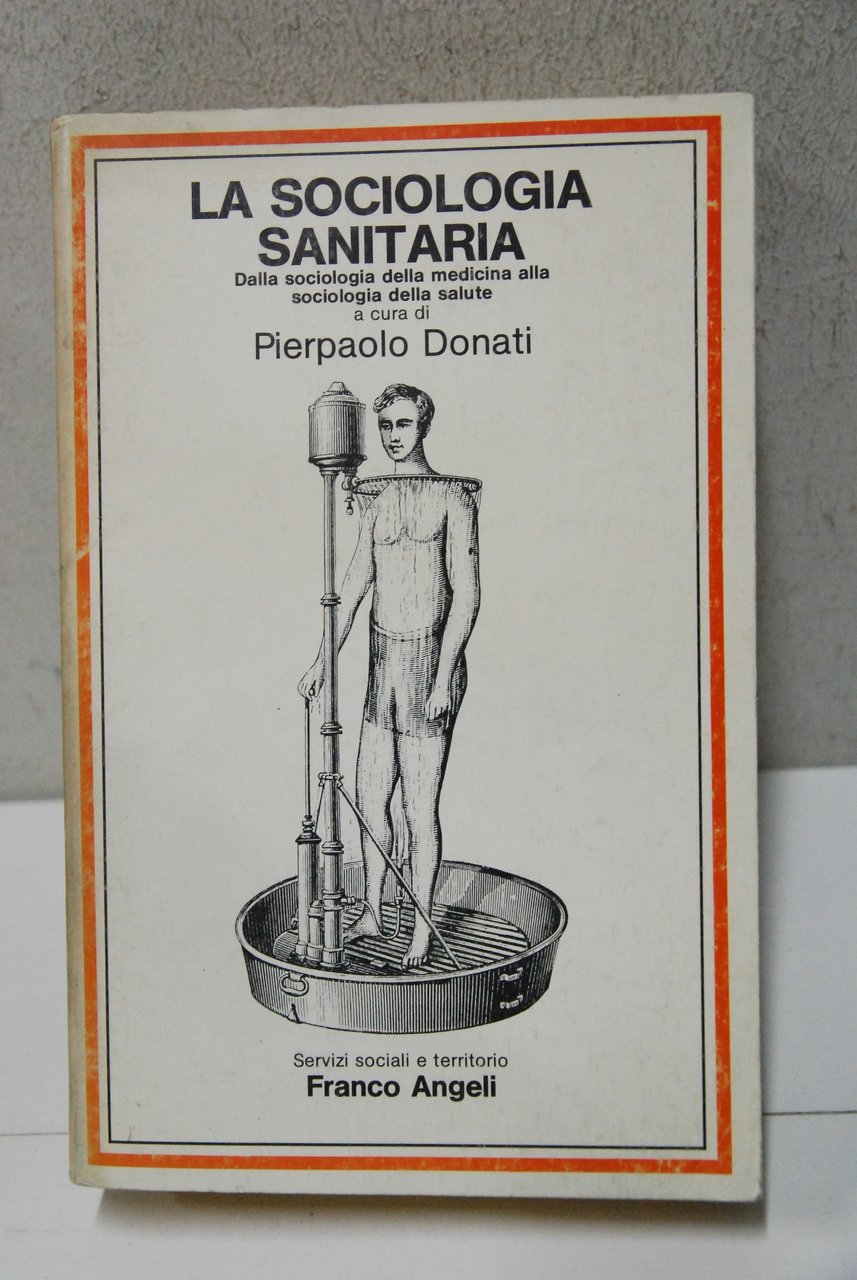 LA SOCIOLOGIA
SANITARIA
Dalla sociologia della medicina alla
sociologia della salute
a cura di
Pierpaolo Donati
Servizi sociali e territorio
Franco Angeli